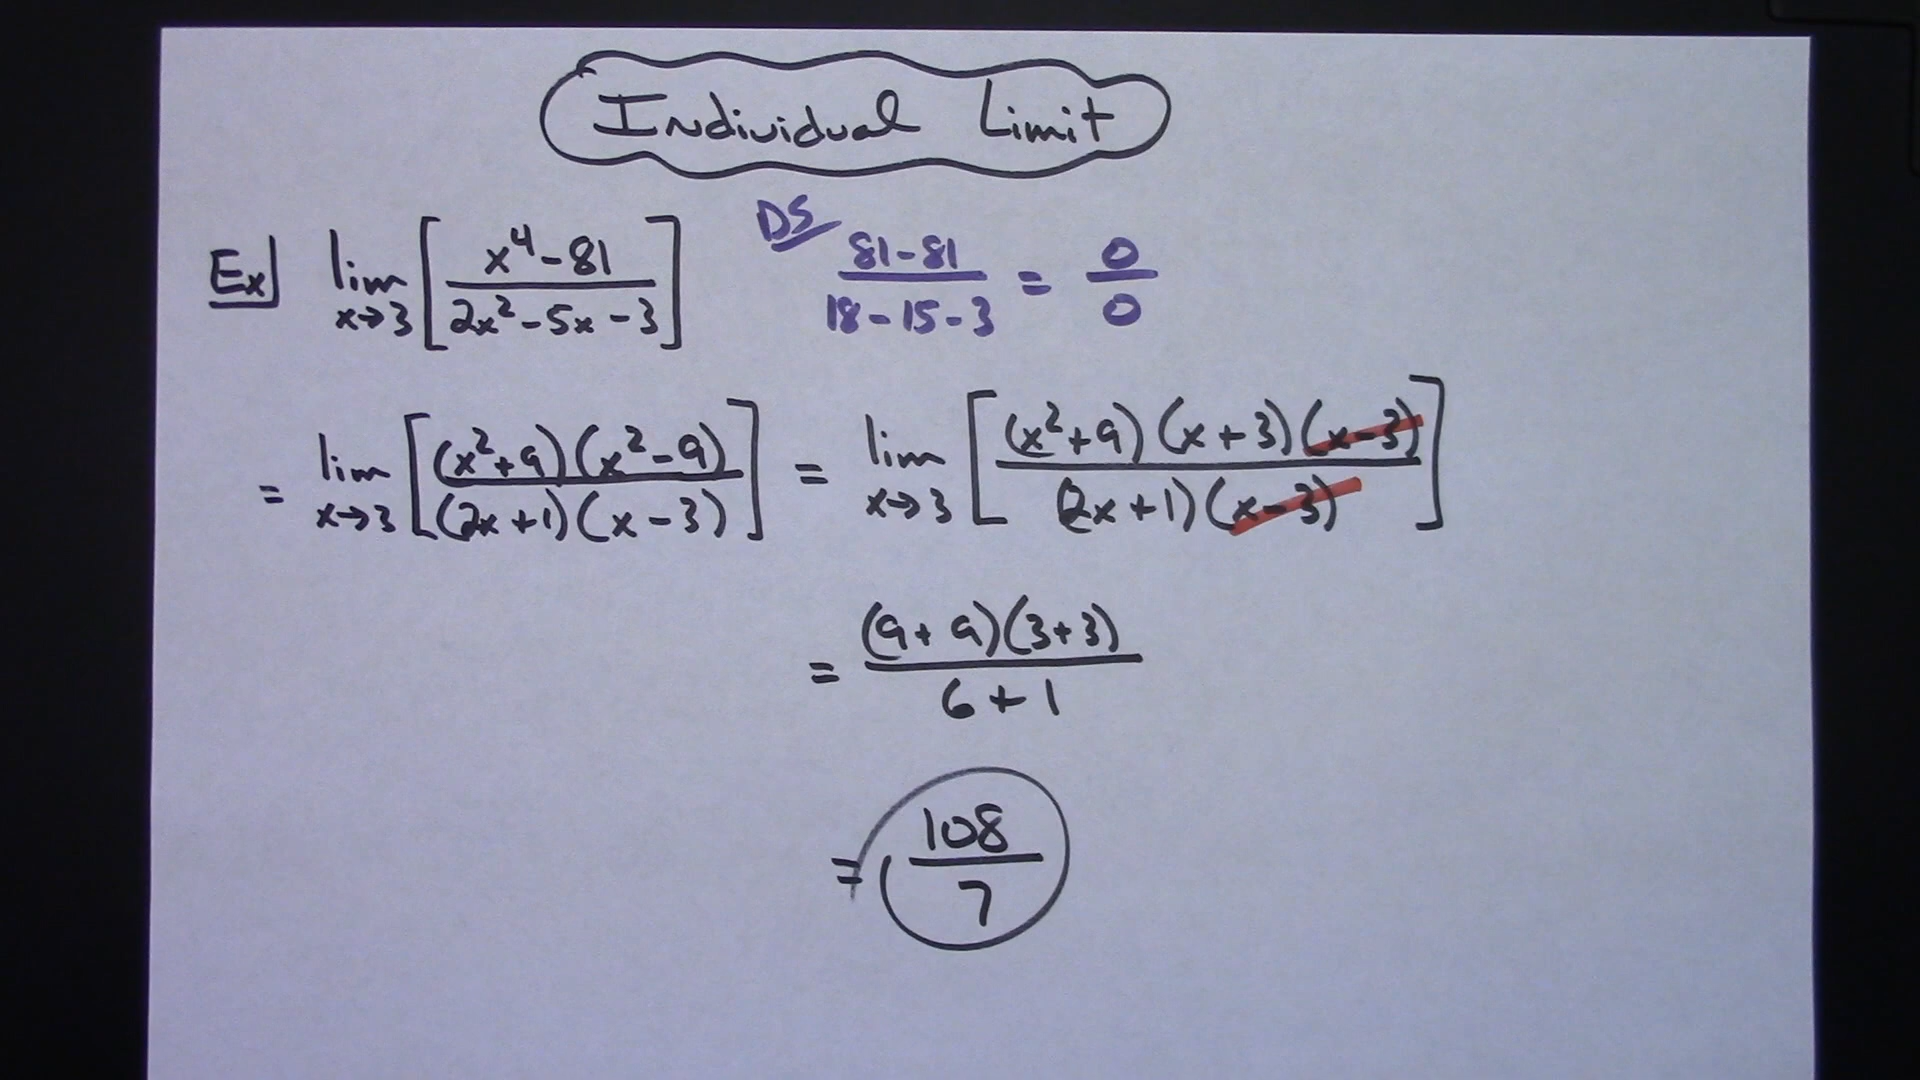 Individual Limit
Ex lim x→3 [ (x⁴-81) / (2x²-5x-3) ] DS (81-81) / (18-15-3) = 0/0
= lim x→3 [ (x²+9)(x²-9) / (2x+1)(x-3) ] = lim x→3 [ (x²+9)(x+3)(x-3) / (2x+1)(x-3) ]
= (9+9)(3+3) / 6+1
= 108/7